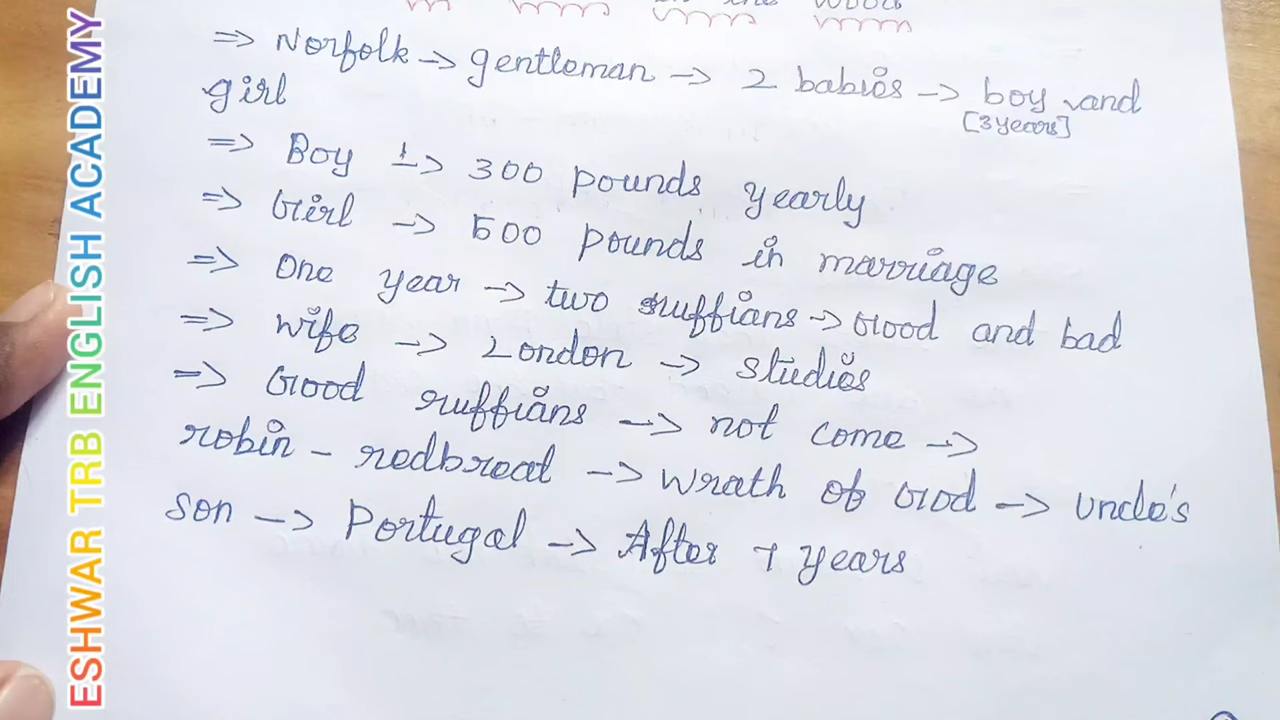 wood
⇒ Norfolk → gentleman → 2 babies → boy and
[3 years]
girl
⇒ Boy → 300 pounds yearly
⇒ Girl → 500 pounds in marriage
⇒ One year → two ruffians → Good and bad
⇒ wife → London → studies
⇒ Good ruffians → not come →
robin - redbreat → wrath of God → Uncle's
son → Portugal → After 7 years
ESHWAR TRB ENGLISH ACADEMY